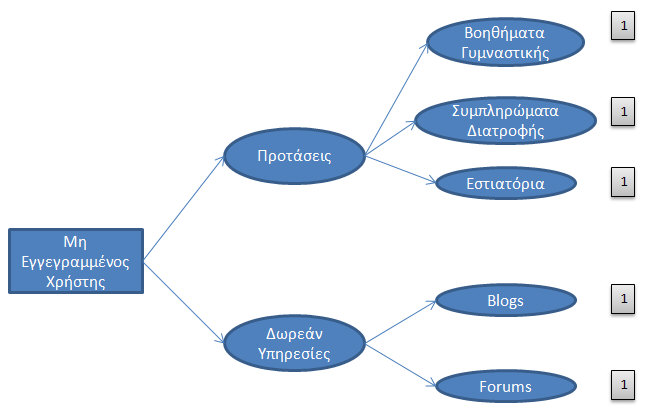 Βοηθήματα
Γυμναστικής
1
Συμπληρώματα
Διατροφής
1
Προτάσεις
Εστιατόρια
1
Μη
Εγγεγραμμένος
Χρήστης
Blogs
1
Δωρεάν
Υπηρεσίες
Forums
1